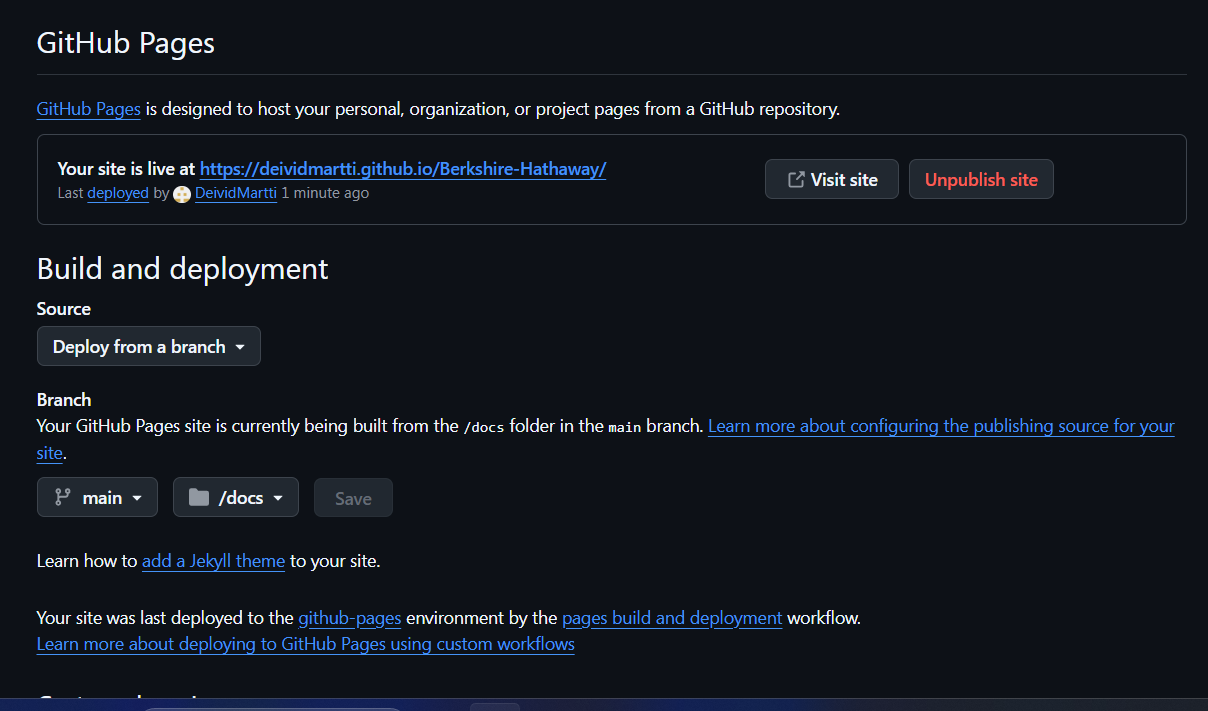 GitHub Pages
GitHub Pages is designed to host your personal, organization, or project pages from a GitHub repository.
Your site is live at https://deividmartti.github.io/Berkshire-Hathaway/
Last deployed by DeividMartti 1 minute ago
Visit site
Unpublish site
Build and deployment
Source
Deploy from a branch
Branch
Your GitHub Pages site is currently being built from the /docs folder in the main branch. Learn more about configuring the publishing source for your
site.
main
/docs
Save
Learn how to add a Jekyll theme to your site.
Your site was last deployed to the github-pages environment by the pages build and deployment workflow.
Learn more about deploying to GitHub Pages using custom workflows